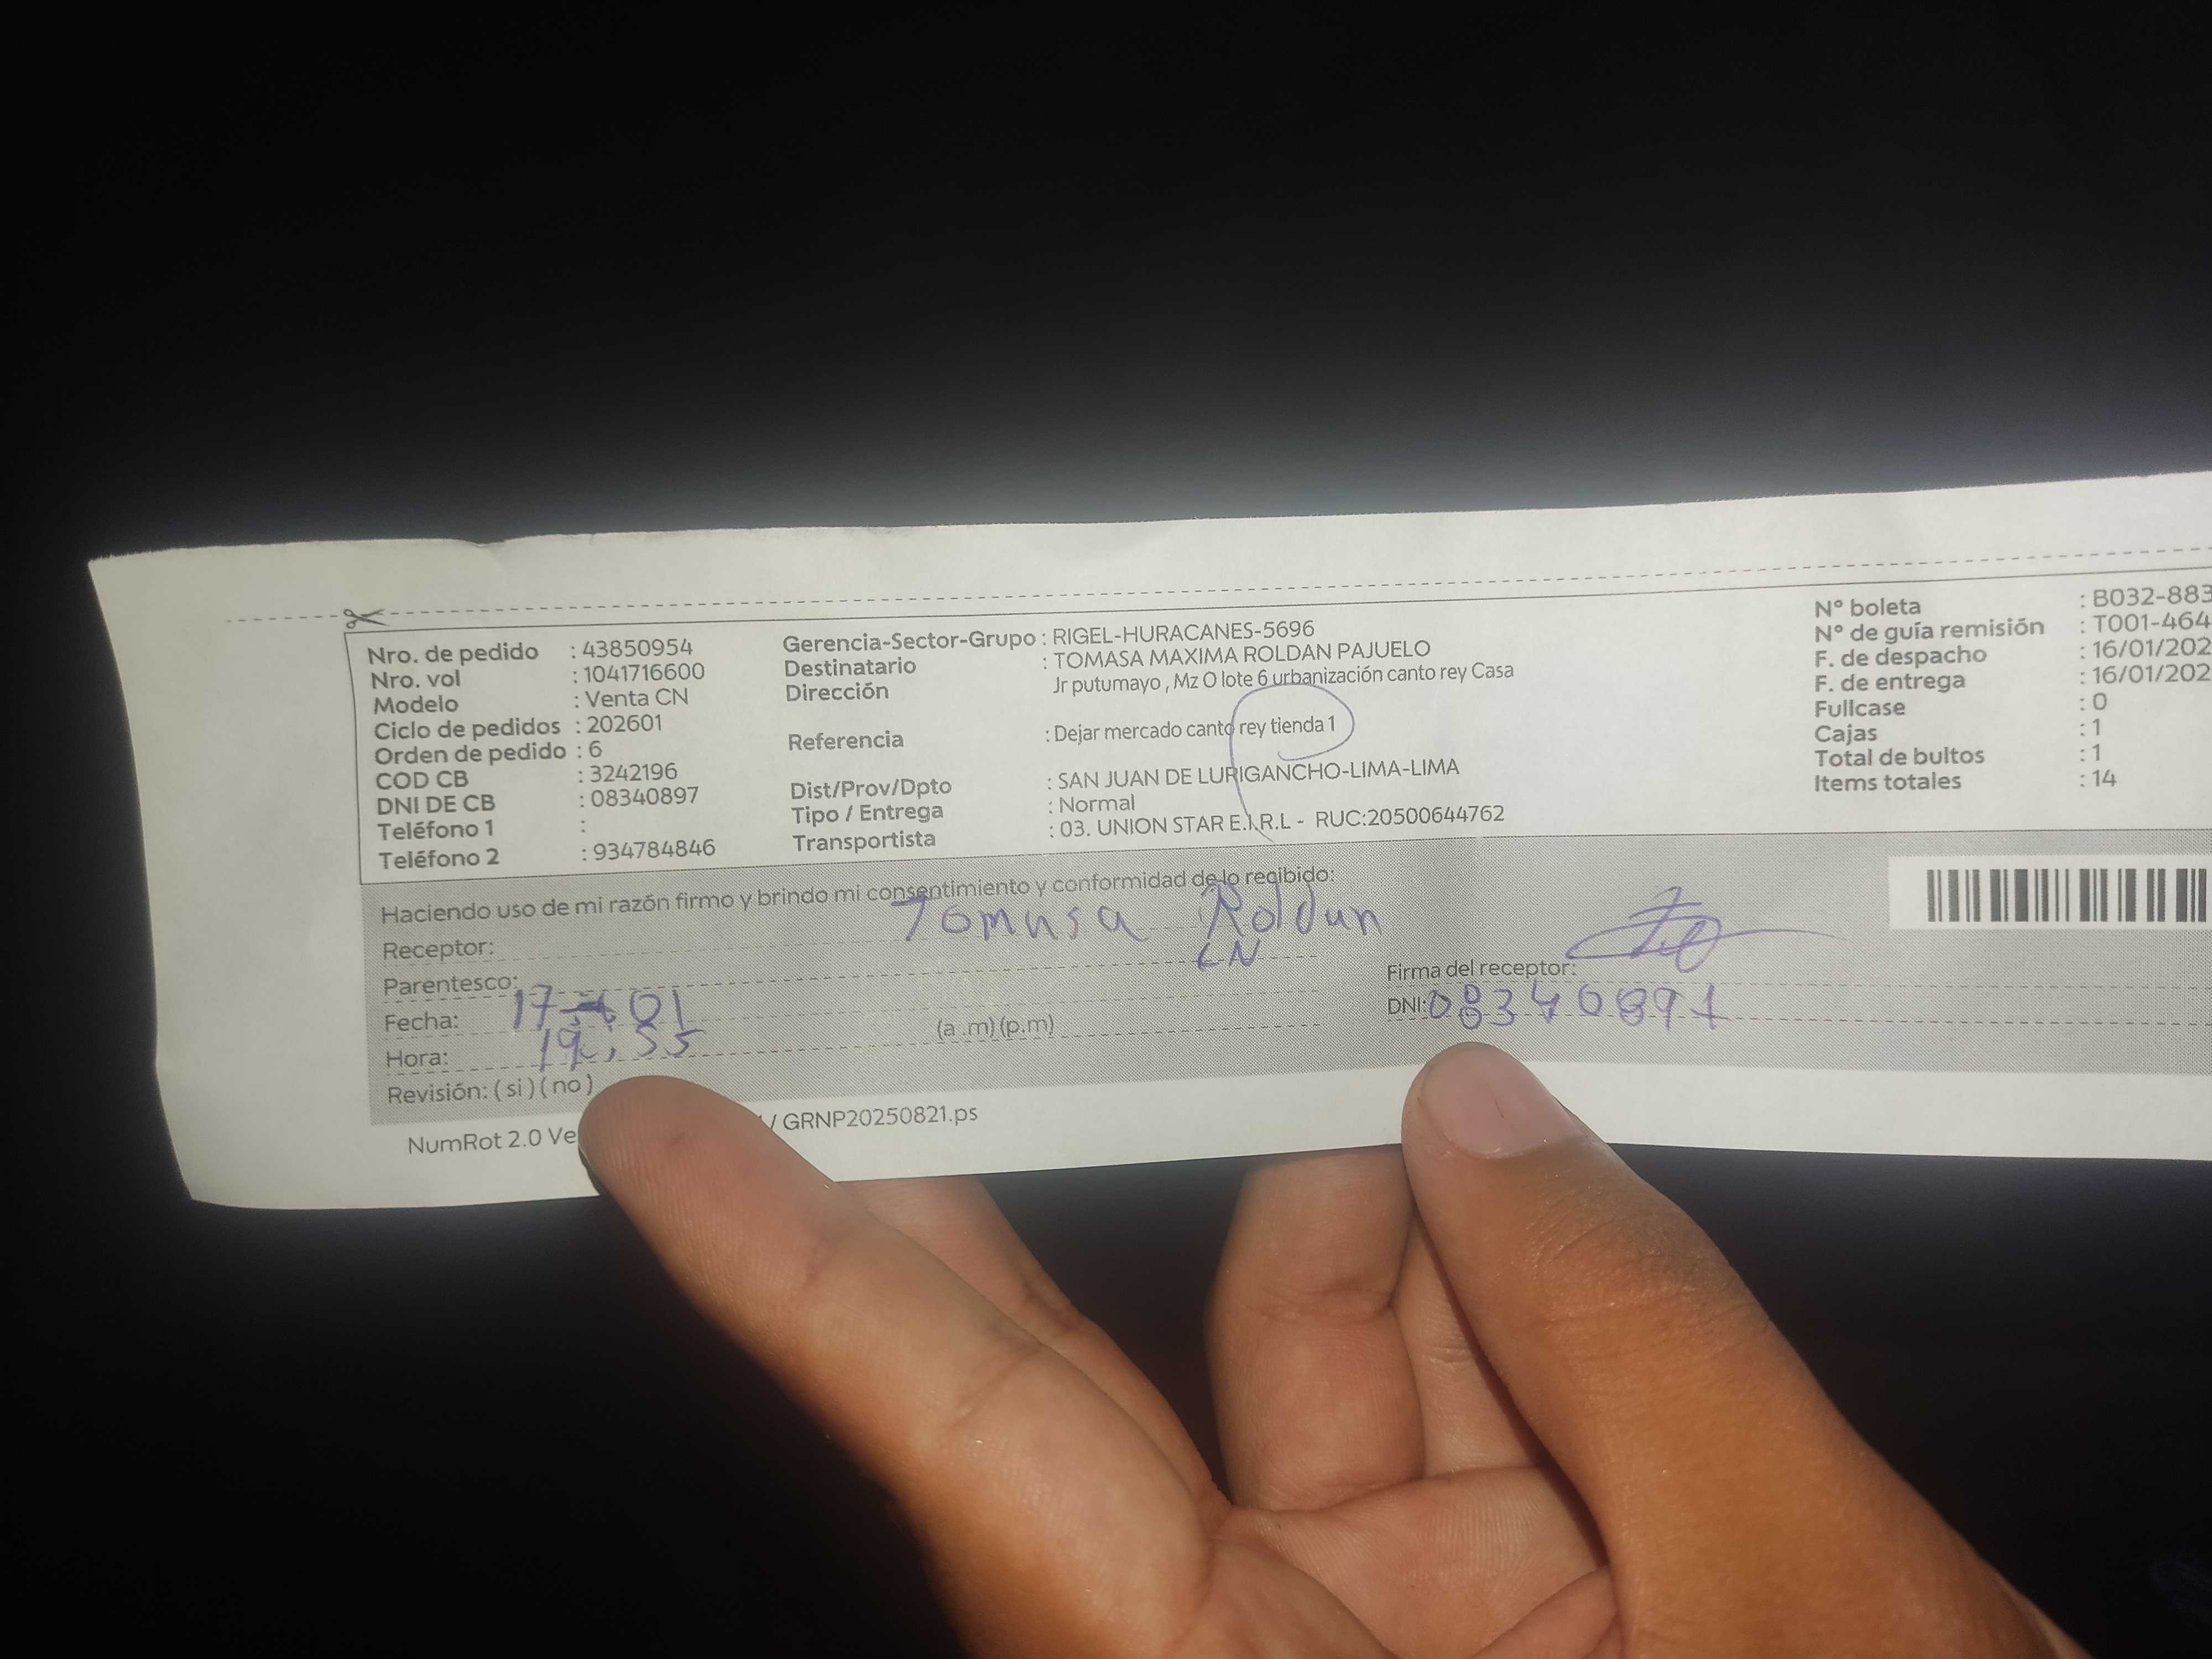 Nro. de pedido : 43850954
Nro. vol : 1041716600
Modelo : Venta CN
Ciclo de pedidos : 202601
Orden de pedido : 6
COD CB : 3242196
DNI DE CB : 08340897
Teléfono 1 :
Teléfono 2 : 934784846
Gerencia-Sector-Grupo : RIGEL-HURACANES-5696
Destinatario : TOMASA MAXIMA ROLDAN PAJUELO
Dirección Jr putumayo , Mz O lote 6 urbanización canto rey Casa
Referencia : Dejar mercado canto rey tienda 1
Dist/Prov/Dpto : SAN JUAN DE LURIGANCHO-LIMA-LIMA
Tipo / Entrega : Normal
Transportista : 03. UNION STAR E.I.R.L - RUC:20500644762
N° boleta : B032-883
N° de guía remisión : T001-464
F. de despacho : 16/01/202
F. de entrega : 16/01/202
Fullcase : 0
Cajas : 1
Total de bultos : 1
Items totales : 14
Haciendo uso de mi razón firmo y brindo mi consentimiento y conformidad de lo recibido:
Receptor: Tomasa Roldan
Parentesco: CN
Fecha: 17 01
Hora: : 55 (a .m) (p.m)
Revisión: ( si ) ( no )
Firma del receptor:
DNI: 08340897
NumRot 2.0 Ve / GRNP20250821.ps